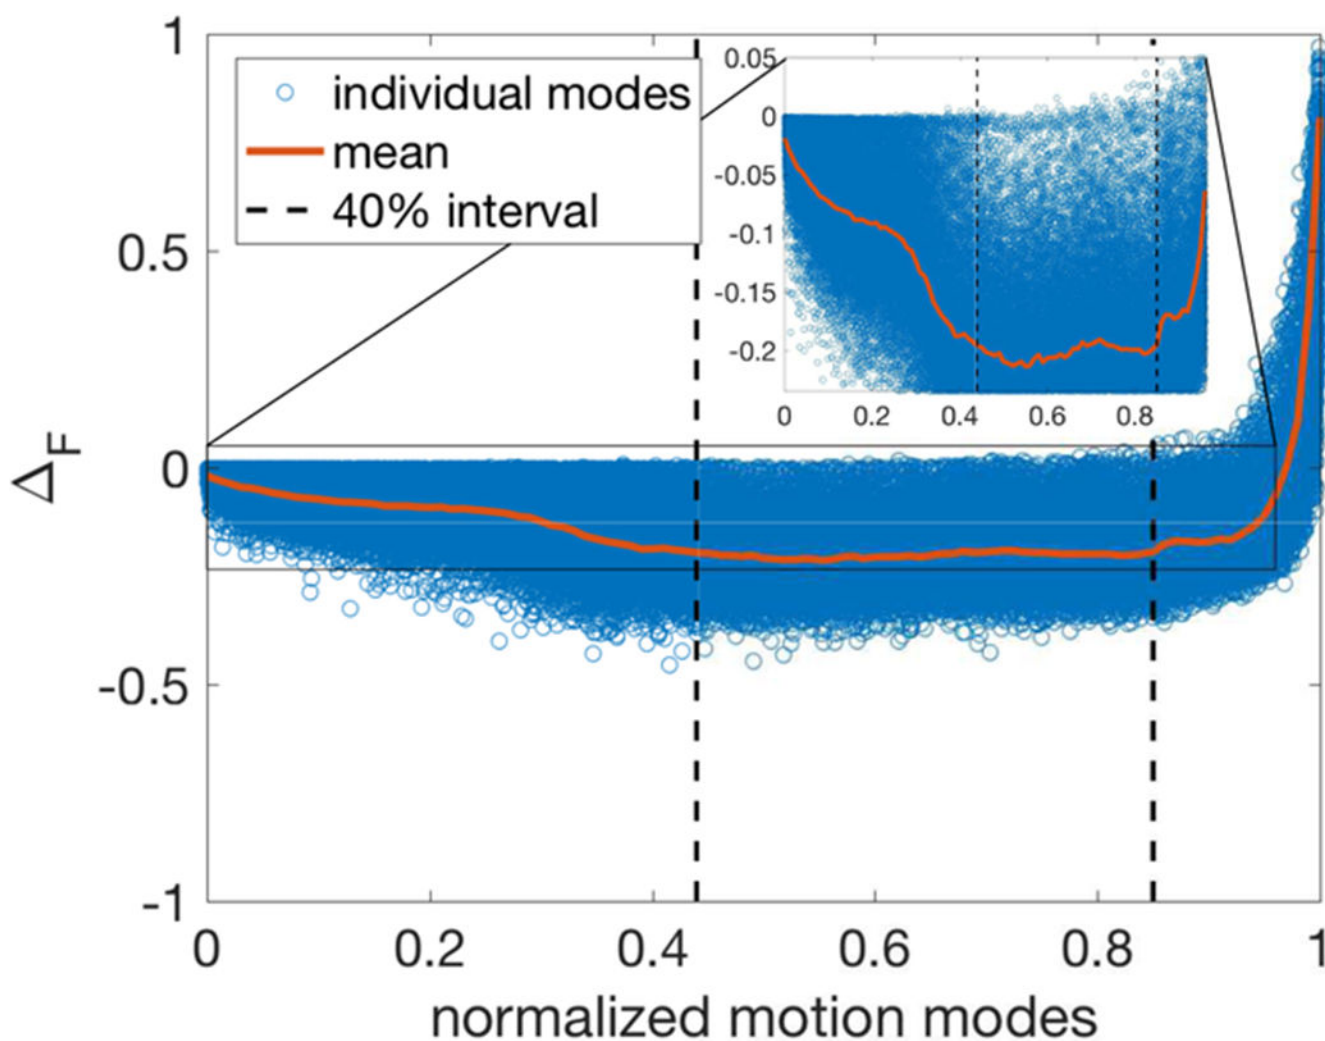 1
0.5
0
-0.5
-1
Δ_F
individual modes
mean
40% interval
0.05
0
-0.05
-0.1
-0.15
-0.2
0 0.2 0.4 0.6 0.8
0 0.2 0.4 0.6 0.8 1
normalized motion modes